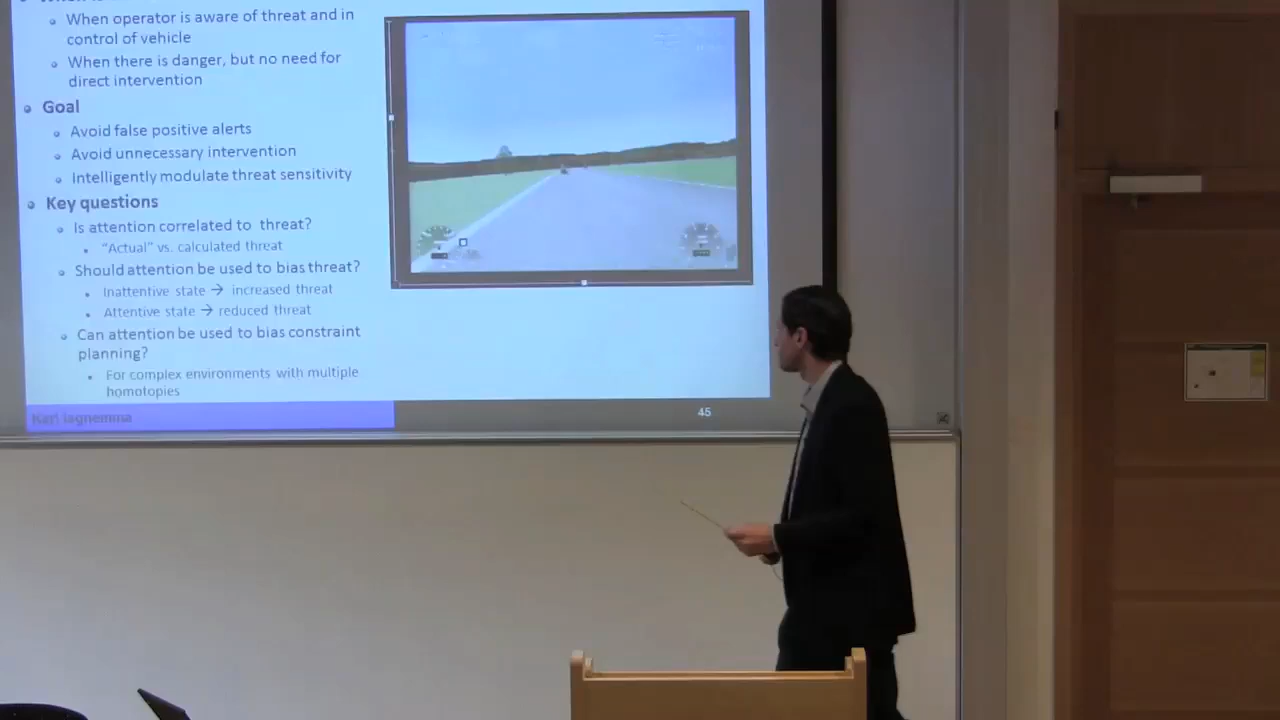 When operator is aware of threat and in
control of vehicle
When there is danger, but no need for
direct intervention
Goal
Avoid false positive alerts
Avoid unnecessary intervention
Intelligently modulate threat sensitivity
Key questions
Is attention correlated to threat?
“Actual” vs. calculated threat
Should attention be used to bias threat?
Inattentive state → increased threat
Attentive state → reduced threat
Can attention be used to bias constraint
planning?
For complex environments with multiple
homotopies
Karl Iagnemma
45